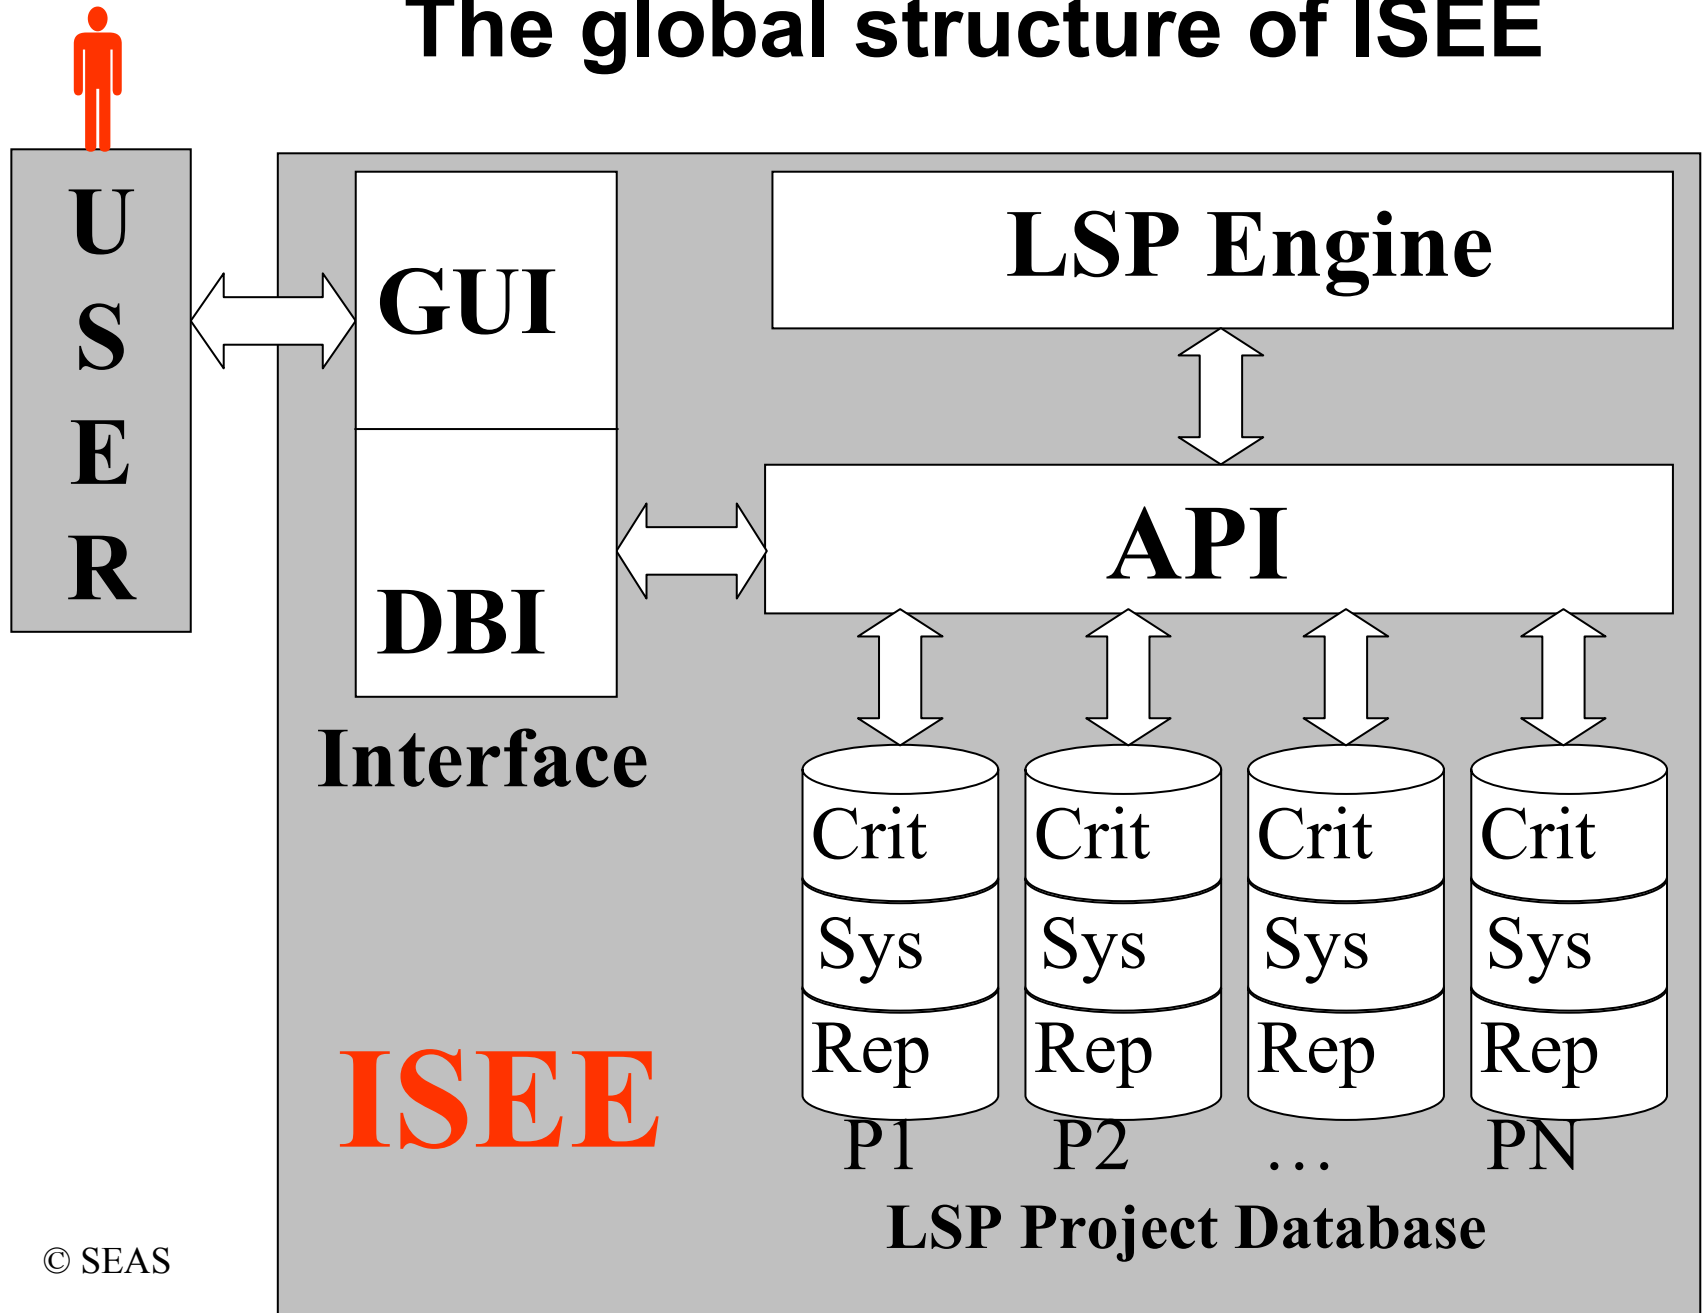 The global structure of ISEE
USER
GUI
DBI
Interface
ISEE
LSP Engine
API
Crit Crit Crit Crit
Sys Sys Sys Sys
Rep Rep Rep Rep
P1 P2 … PN
LSP Project Database
© SEAS